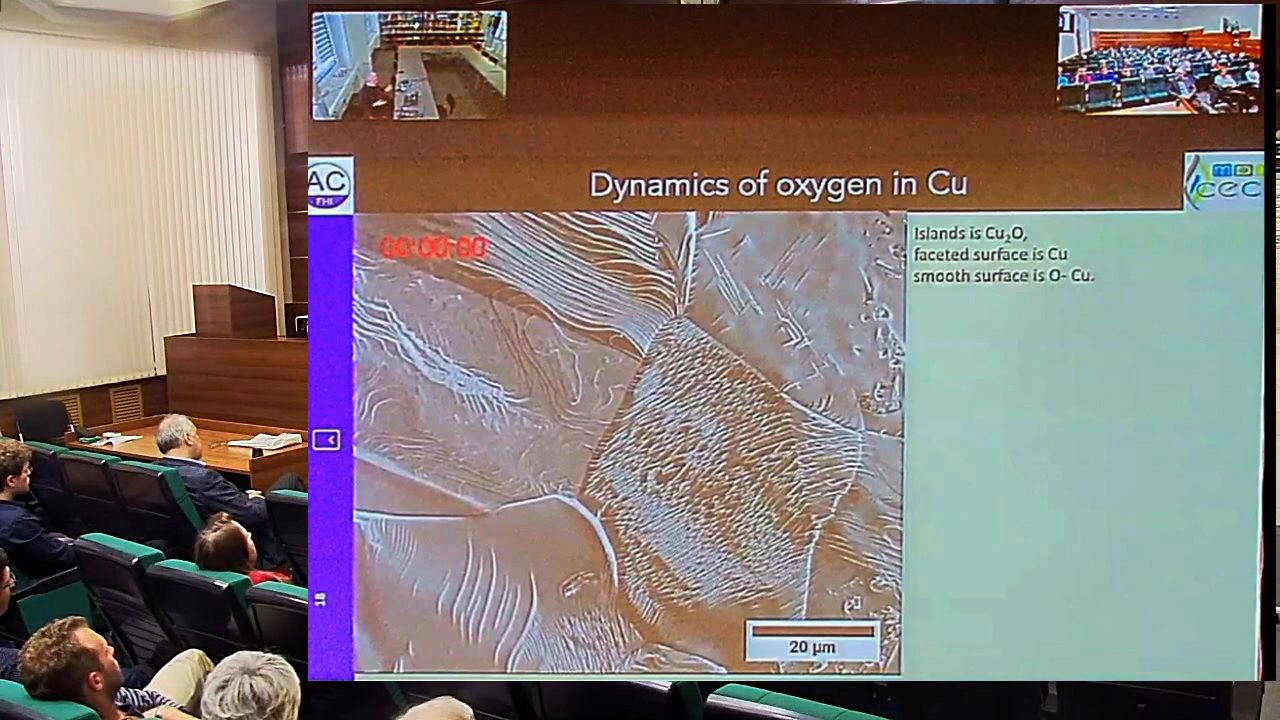 Dynamics of oxygen in Cu
AC
FHI
cec
00:00:00
Islands is Cu₂O,
faceted surface is Cu
smooth surface is O- Cu.
18
20 µm